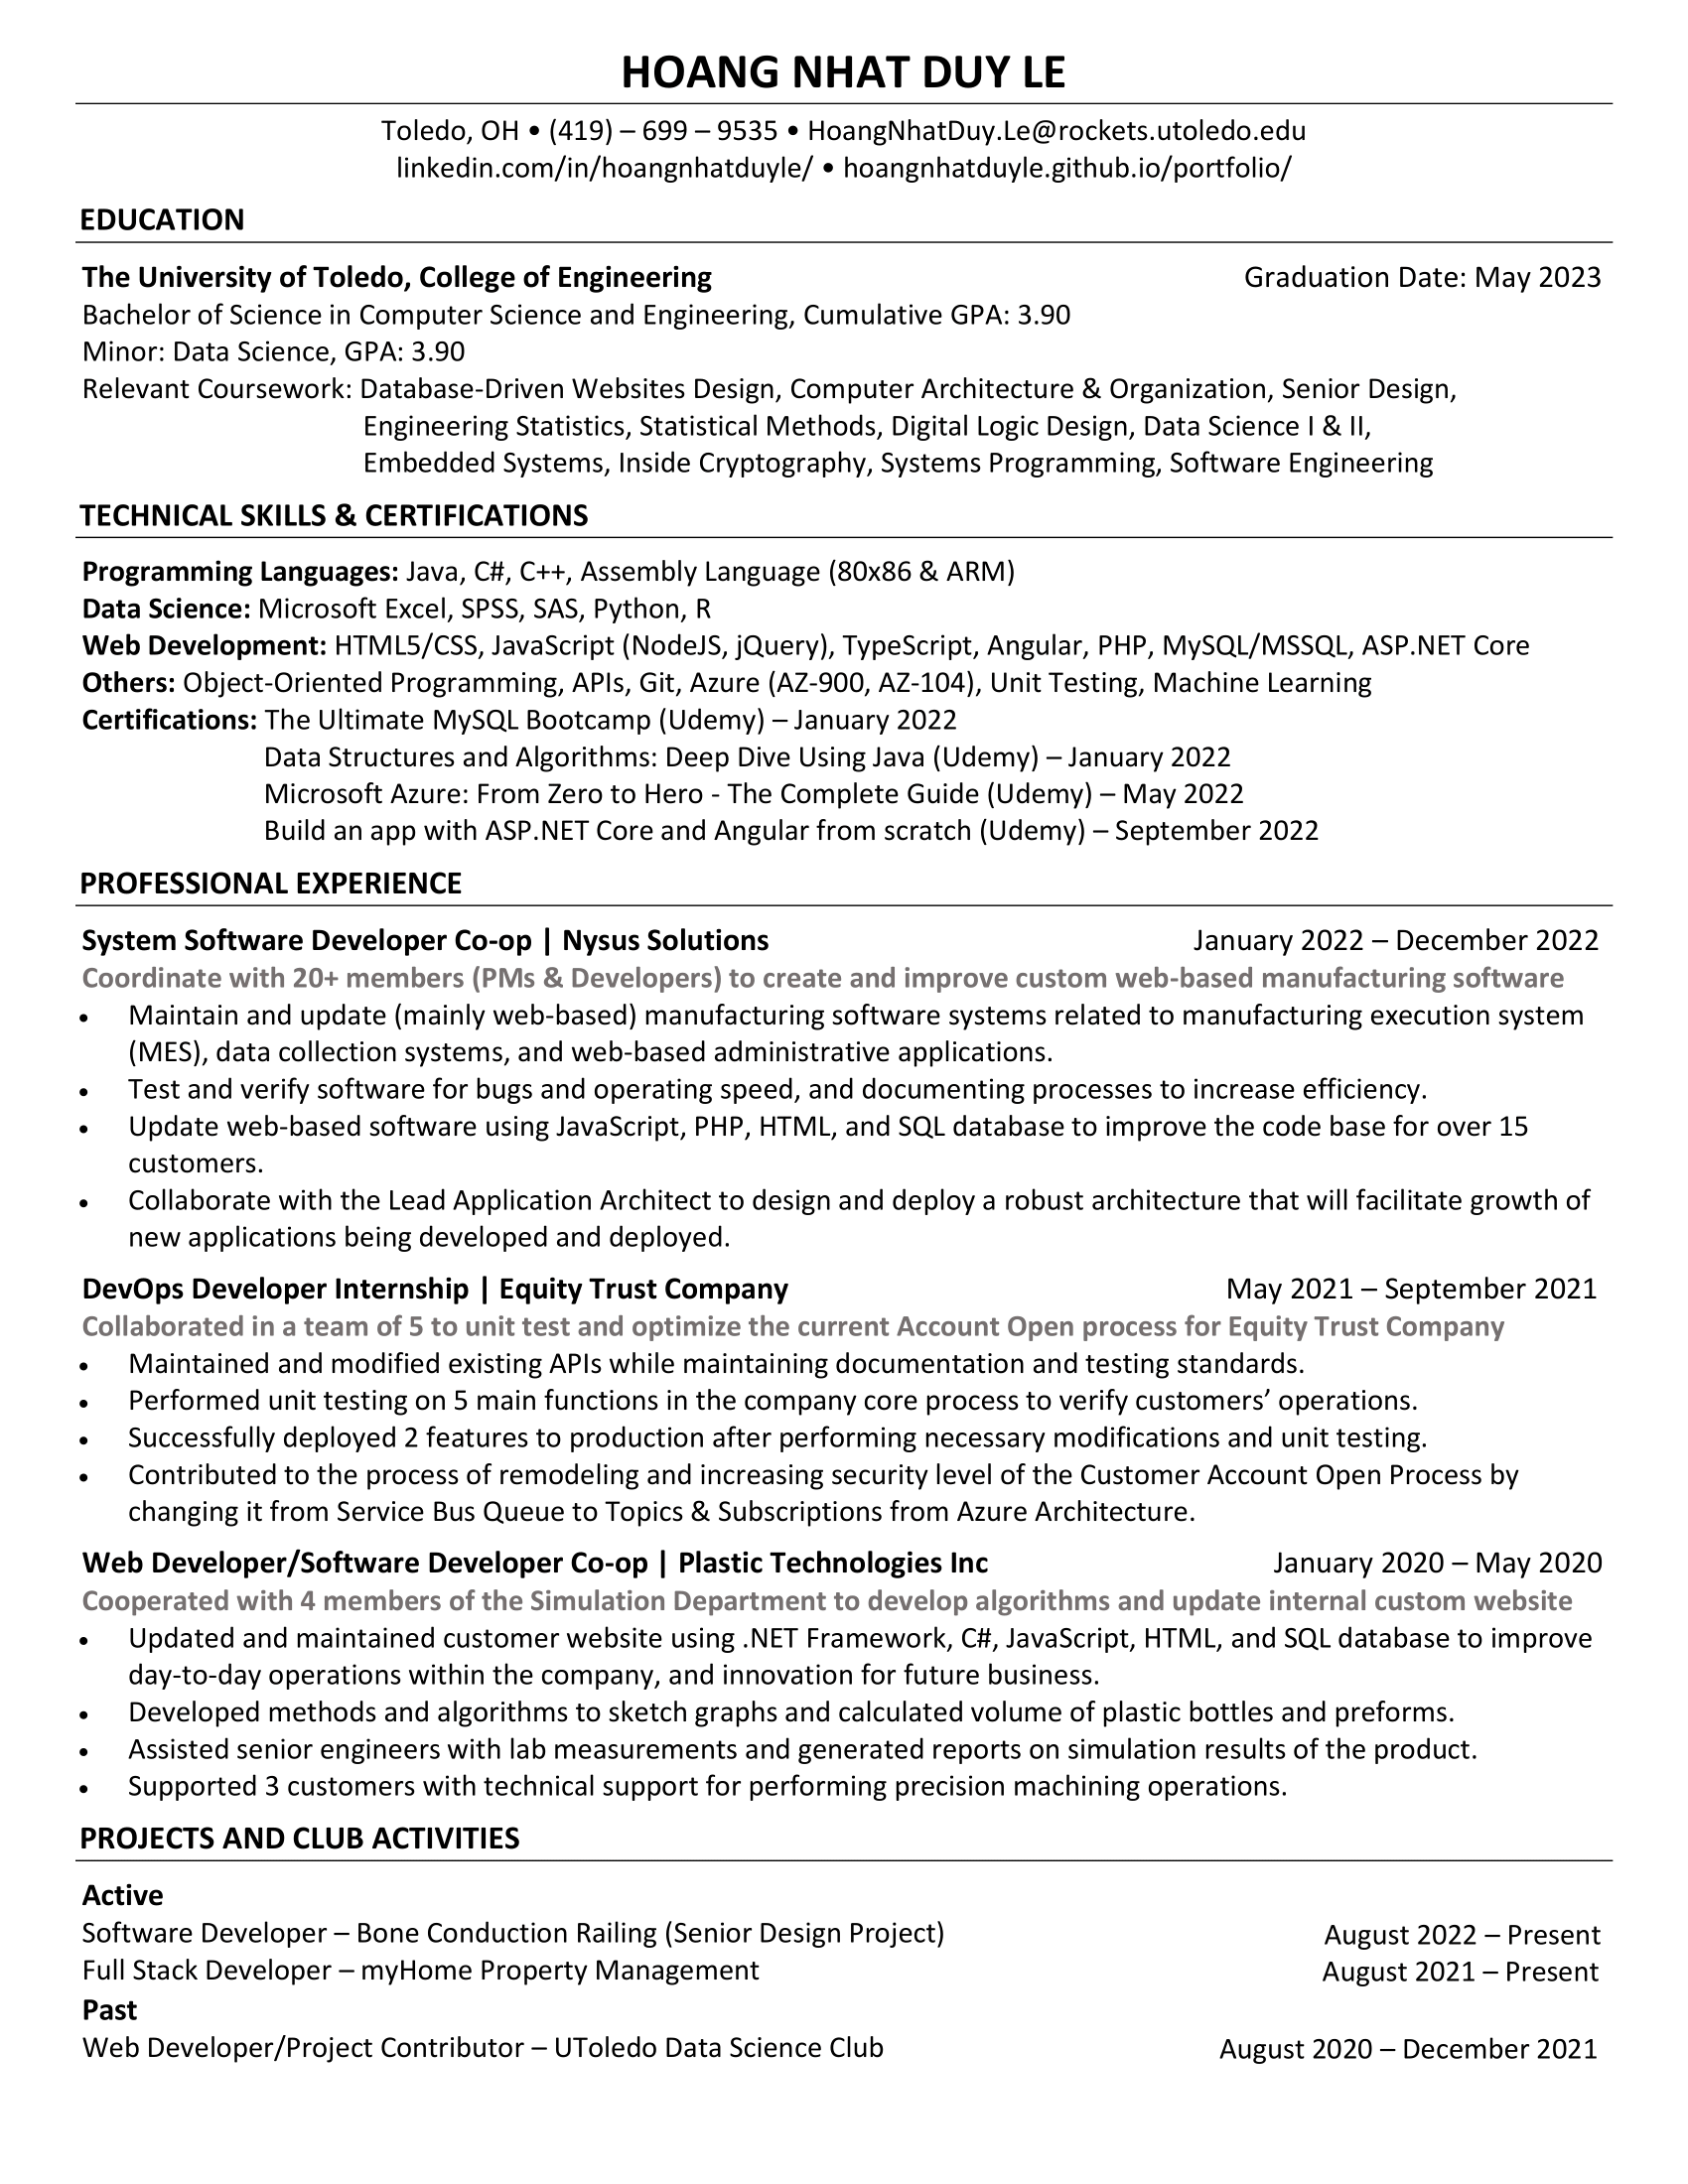 HOANG NHAT DUY LE
Toledo, OH • (419) – 699 – 9535 • HoangNhatDuy.Le@rockets.utoledo.edu
linkedin.com/in/hoangnhatduyle/ • hoangnhatduyle.github.io/portfolio/
EDUCATION
The University of Toledo, College of Engineering Graduation Date: May 2023
Bachelor of Science in Computer Science and Engineering, Cumulative GPA: 3.90
Minor: Data Science, GPA: 3.90
Relevant Coursework: Database-Driven Websites Design, Computer Architecture & Organization, Senior Design,
Engineering Statistics, Statistical Methods, Digital Logic Design, Data Science I & II,
Embedded Systems, Inside Cryptography, Systems Programming, Software Engineering
TECHNICAL SKILLS & CERTIFICATIONS
Programming Languages: Java, C#, C++, Assembly Language (80x86 & ARM)
Data Science: Microsoft Excel, SPSS, SAS, Python, R
Web Development: HTML5/CSS, JavaScript (NodeJS, jQuery), TypeScript, Angular, PHP, MySQL/MSSQL, ASP.NET Core
Others: Object-Oriented Programming, APIs, Git, Azure (AZ-900, AZ-104), Unit Testing, Machine Learning
Certifications: The Ultimate MySQL Bootcamp (Udemy) – January 2022
Data Structures and Algorithms: Deep Dive Using Java (Udemy) – January 2022
Microsoft Azure: From Zero to Hero - The Complete Guide (Udemy) – May 2022
Build an app with ASP.NET Core and Angular from scratch (Udemy) – September 2022
PROFESSIONAL EXPERIENCE
System Software Developer Co-op | Nysus Solutions January 2022 – December 2022
Coordinate with 20+ members (PMs & Developers) to create and improve custom web-based manufacturing software
• Maintain and update (mainly web-based) manufacturing software systems related to manufacturing execution system
(MES), data collection systems, and web-based administrative applications.
• Test and verify software for bugs and operating speed, and documenting processes to increase efficiency.
• Update web-based software using JavaScript, PHP, HTML, and SQL database to improve the code base for over 15
customers.
• Collaborate with the Lead Application Architect to design and deploy a robust architecture that will facilitate growth of
new applications being developed and deployed.
DevOps Developer Internship | Equity Trust Company May 2021 – September 2021
Collaborated in a team of 5 to unit test and optimize the current Account Open process for Equity Trust Company
• Maintained and modified existing APIs while maintaining documentation and testing standards.
• Performed unit testing on 5 main functions in the company core process to verify customers’ operations.
• Successfully deployed 2 features to production after performing necessary modifications and unit testing.
• Contributed to the process of remodeling and increasing security level of the Customer Account Open Process by
changing it from Service Bus Queue to Topics & Subscriptions from Azure Architecture.
Web Developer/Software Developer Co-op | Plastic Technologies Inc January 2020 – May 2020
Cooperated with 4 members of the Simulation Department to develop algorithms and update internal custom website
• Updated and maintained customer website using .NET Framework, C#, JavaScript, HTML, and SQL database to improve
day-to-day operations within the company, and innovation for future business.
• Developed methods and algorithms to sketch graphs and calculated volume of plastic bottles and preforms.
• Assisted senior engineers with lab measurements and generated reports on simulation results of the product.
• Supported 3 customers with technical support for performing precision machining operations.
PROJECTS AND CLUB ACTIVITIES
Active
Software Developer – Bone Conduction Railing (Senior Design Project) August 2022 – Present
Full Stack Developer – myHome Property Management August 2021 – Present
Past
Web Developer/Project Contributor – UToledo Data Science Club August 2020 – December 2021